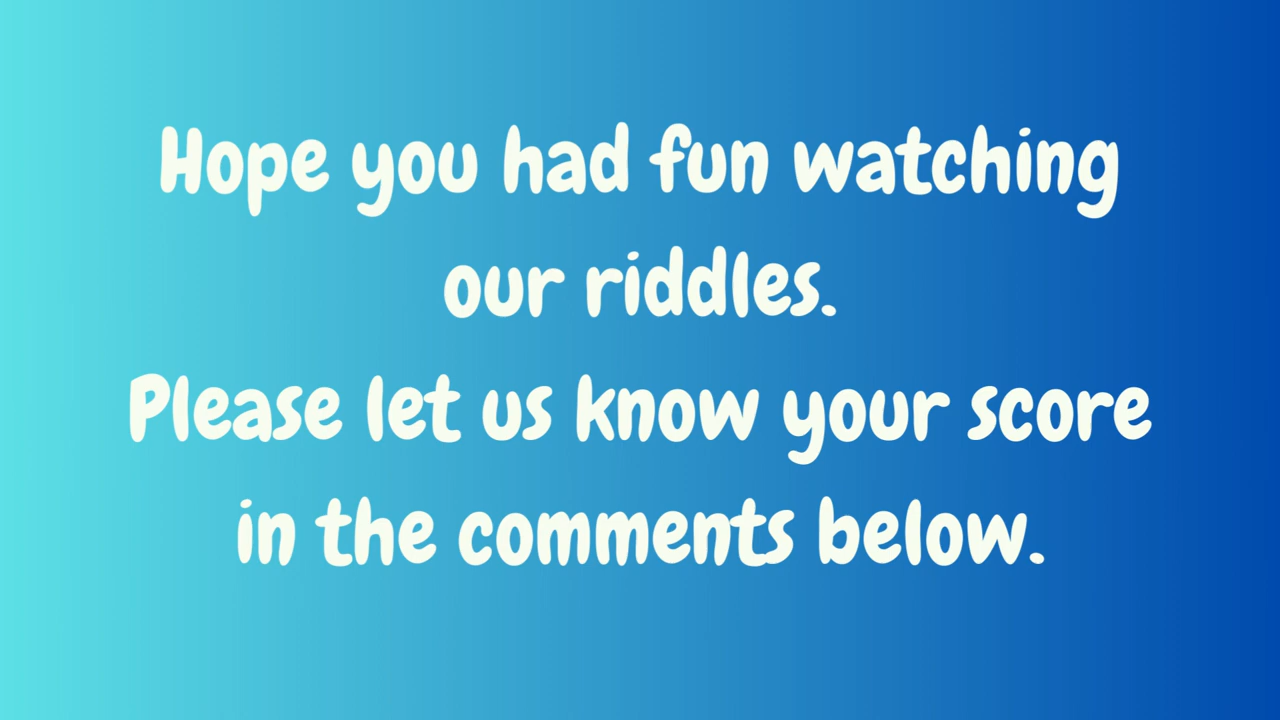 Hope you had fun watching
our riddles.
Please let us know your score
in the comments below.